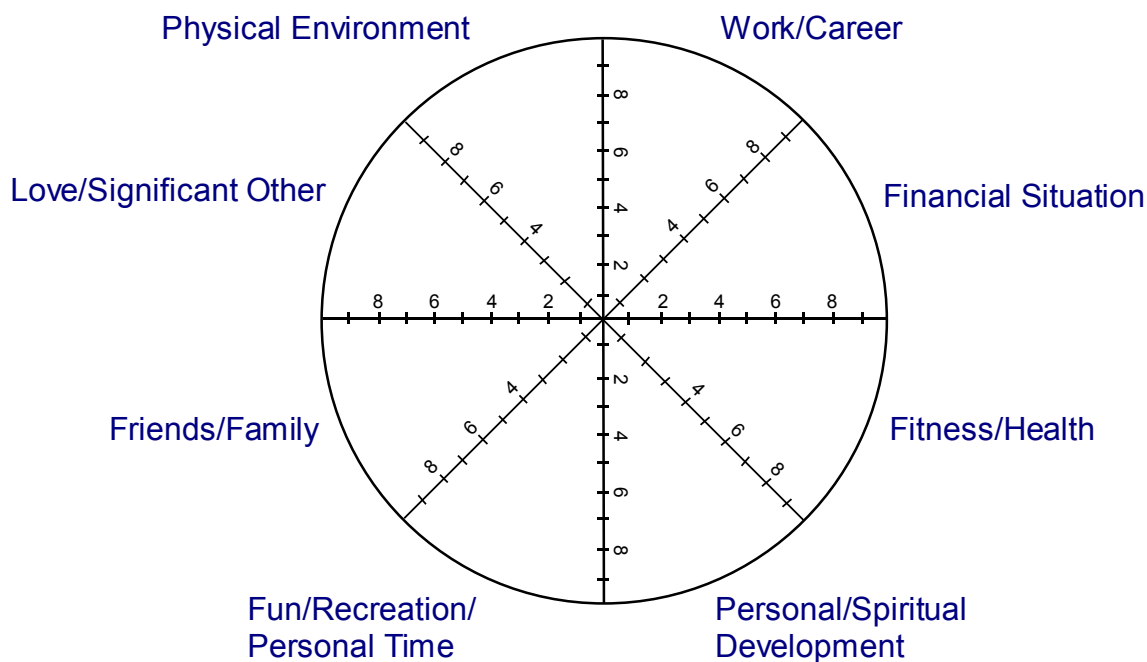 Physical Environment
Work/Career
Love/Significant Other
Financial Situation
8
8
8
6
6
6
4
4
4
2
8 6 4 2 2 4 6 8
Friends/Family
Fitness/Health
2
4
4
4
6
6
6
8
8
8
Fun/Recreation/
Personal Time
Personal/Spiritual
Development